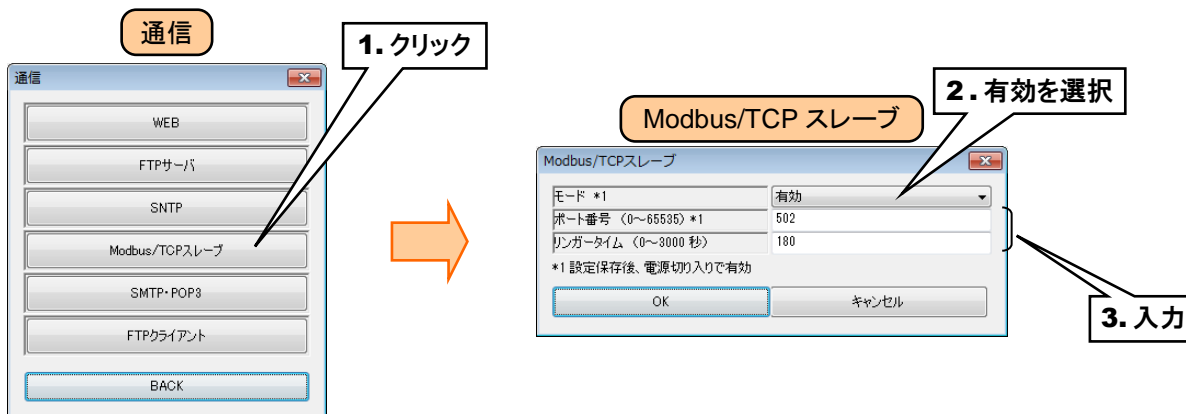 通信
1. クリック
通信
WEB
FTPサーバ
SNTP
Modbus/TCPスレーブ
SMTP・POP3
FTPクライアント
BACK
Modbus/TCP スレーブ
2. 有効を選択
Modbus/TCPスレーブ
モード *1 有効
ポート番号 (0～65535) *1 502
リンガータイム (0～3000 秒) 180
*1 設定保存後、電源切り入りで有効
OK キャンセル
3. 入力